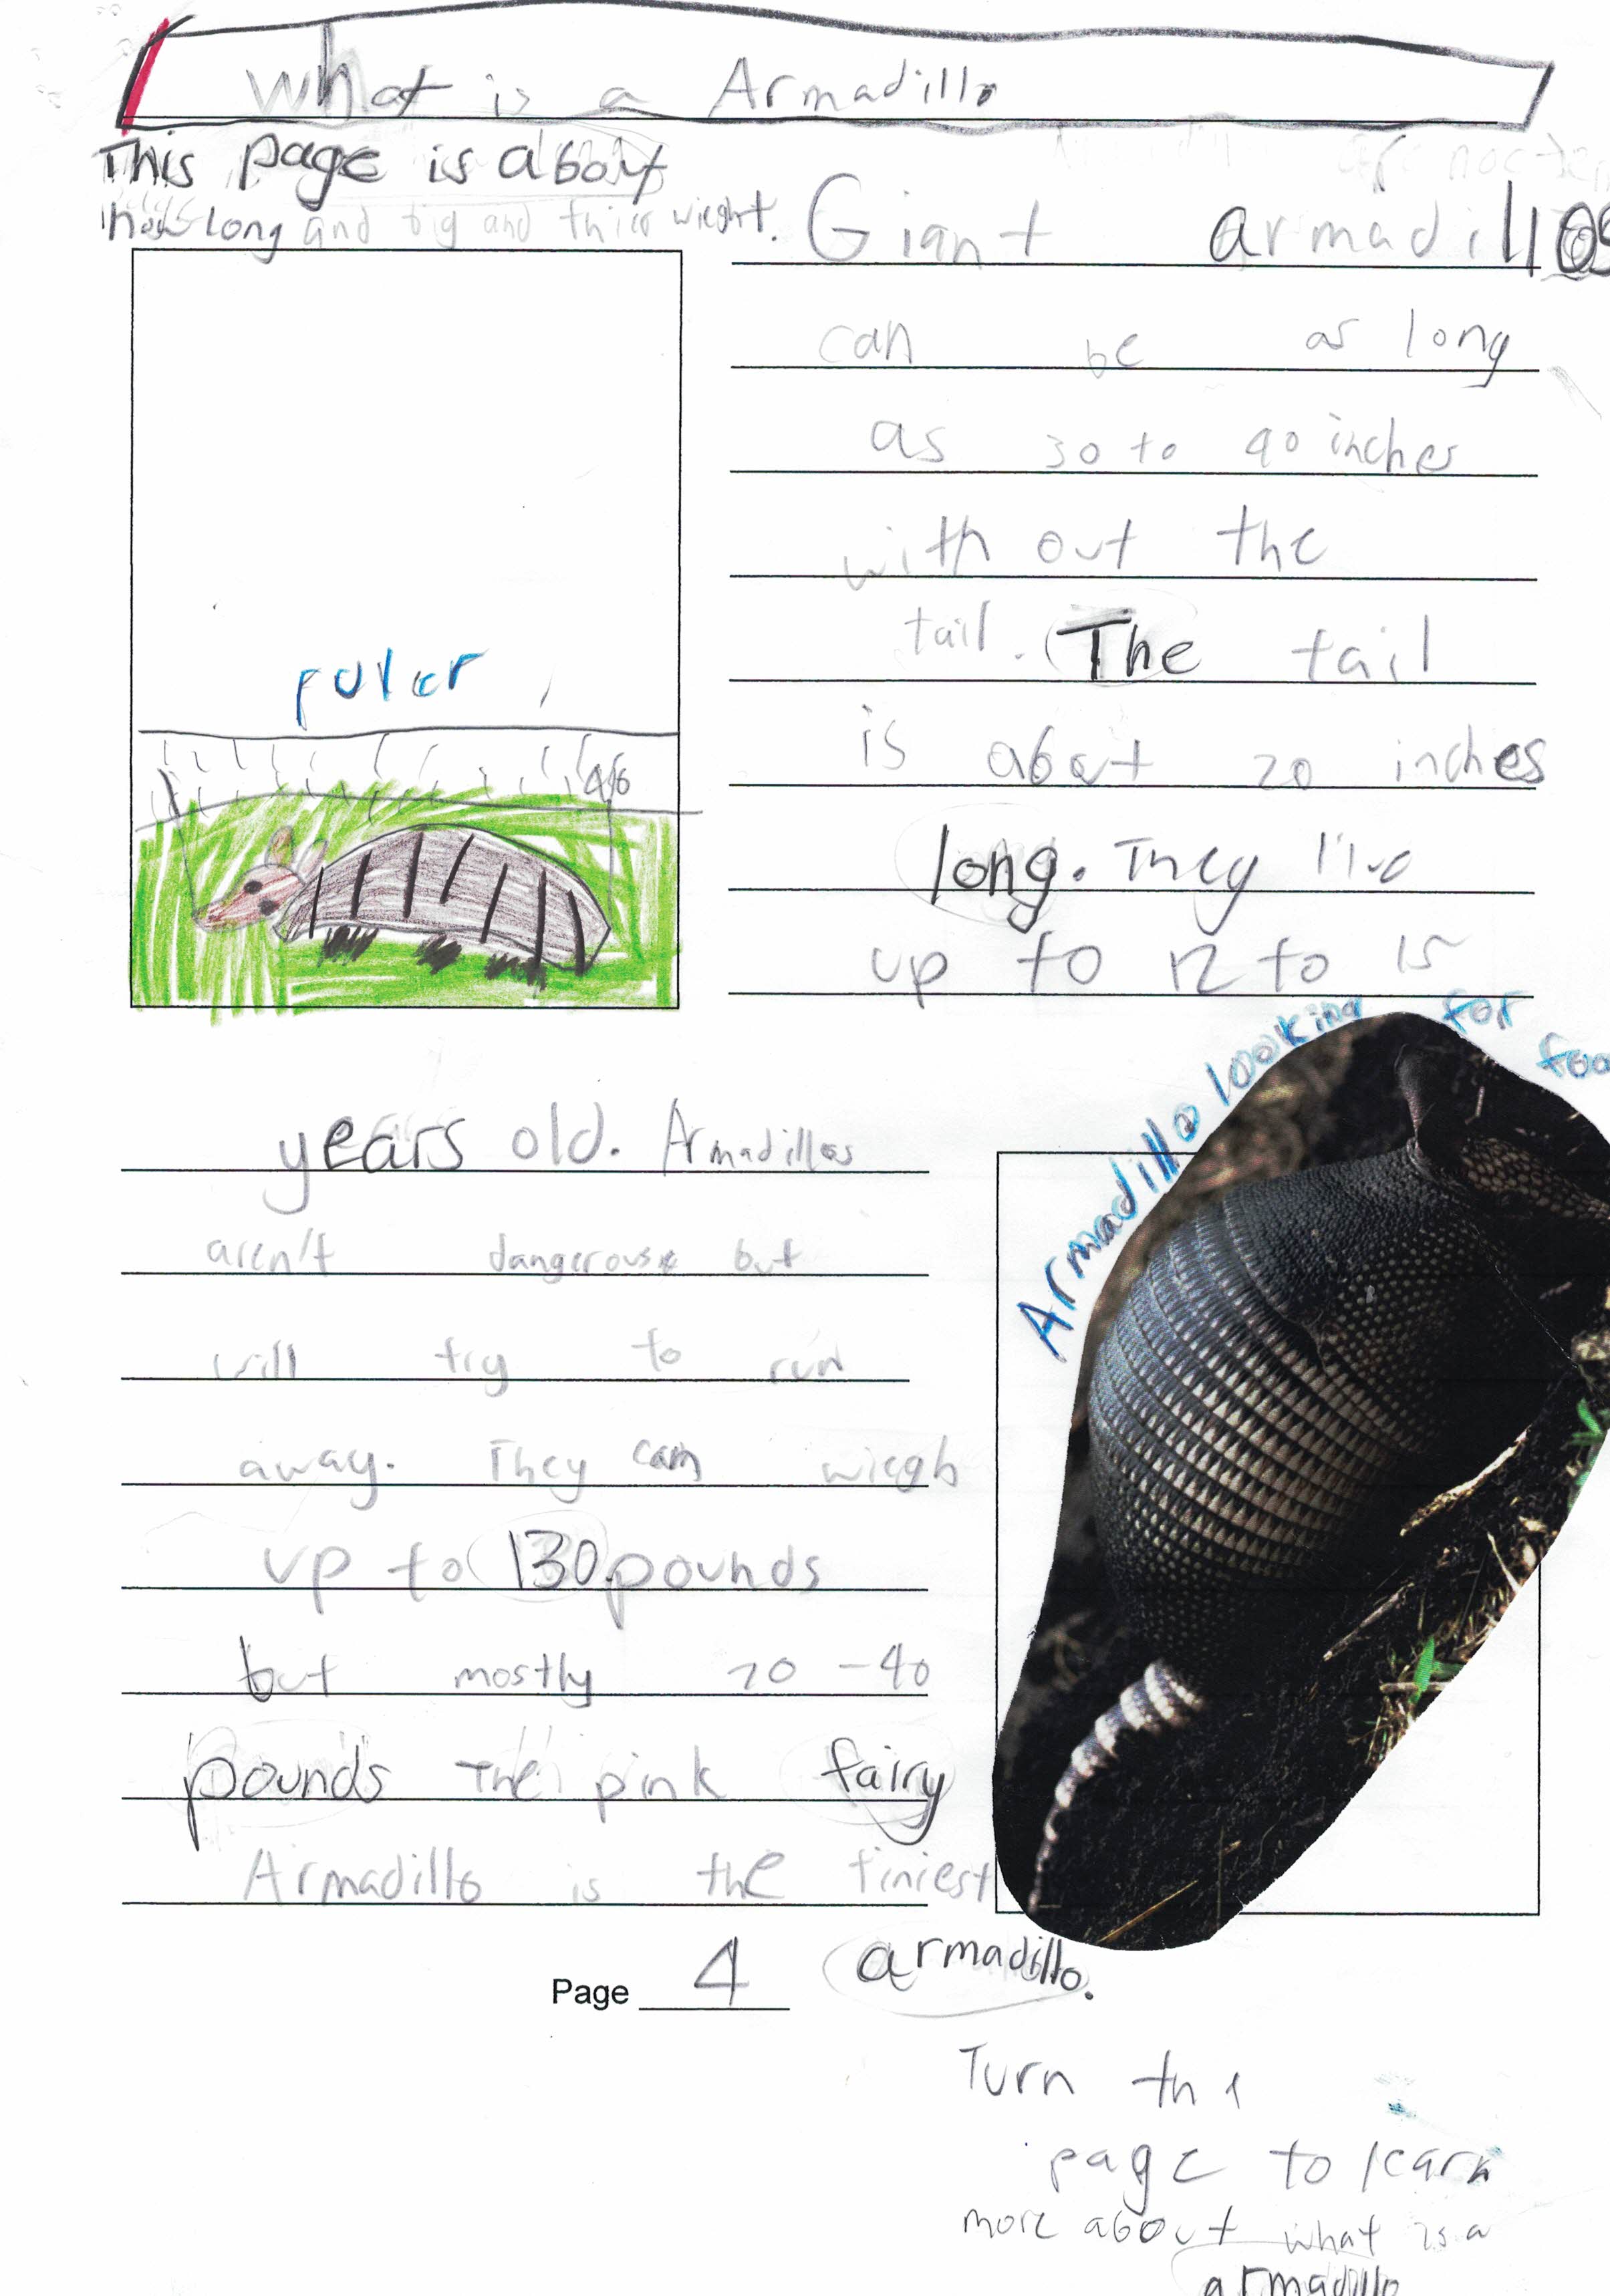 What is a Armadillo
This page is about
how long and big and thier wieght.
Giant armadillos
can be as long
as 30 to 40 inches
with out the
tail. The tail
is about 20 inches
long. They live
up to 12 to 15
ruler
46
Armadillo looking for foo
years old. Armadillos
aren't dangerous but
will try to run
away. They can wiegh
up to 130 pounds
but mostly 20-40
pounds The pink fairy
Armadillo is the tiniest
armadillo.
Page 4
Turn the
page to learn
more about what is a
armadillo